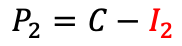 P₂ = C − I₂